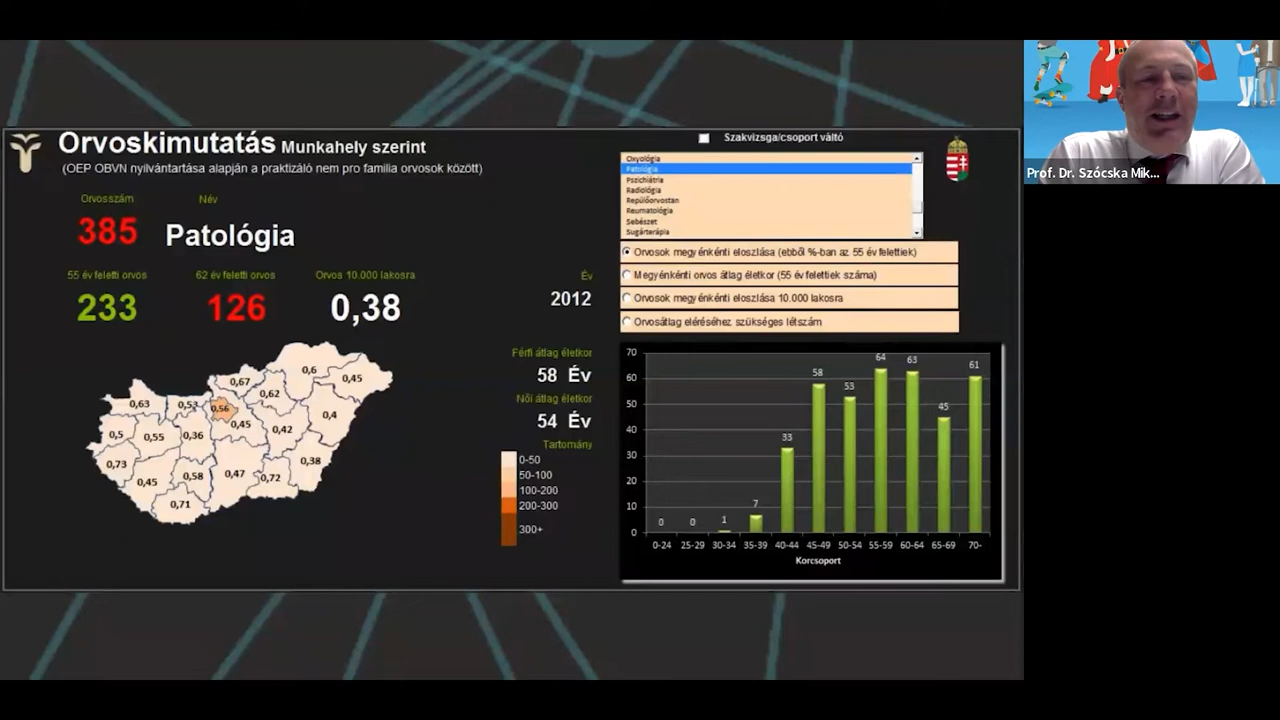 Orvoskimutatás Munkahely szerint
(OEP OBVN nyilvántartása alapján a praktizáló nem pro familia orvosok között)
Orvosszám
Név
385
Patológia
55 év feletti orvos
62 év feletti orvos
Orvos 10.000 lakosra
233
126
0,38
Év
2012
Férfi átlag életkor
58 Év
Női átlag életkor
54 Év
Tartomány
0-50
50-100
100-200
200-300
300+
0,67
0,6
0,45
0,62
0,63
0,53
0,56
0,4
0,45
0,42
0,5
0,55
0,36
0,38
0,73
0,45
0,58
0,47
0,72
0,71
Szakvizsga/csoport váltó
Oxyológia
Patológia
Pszichiátria
Radiológia
Repülőorvostan
Reumatológia
Sebészet
Sugárterápia
Orvosok megyénkénti eloszlása (ebből %-ban az 55 év felettiek)
Megyénkénti orvos átlag életkor (55 év felettiek száma)
Orvosok megyénkénti eloszlása 10.000 lakosra
Orvosátlag eléréséhez szükséges létszám
70
60
50
40
30
20
10
0
0
0
1
7
33
58
53
64
63
45
61
0-24 25-29 30-34 35-39 40-44 45-49 50-54 55-59 60-64 65-69 70-
Korcsoport
Prof. Dr. Szócska Mik...